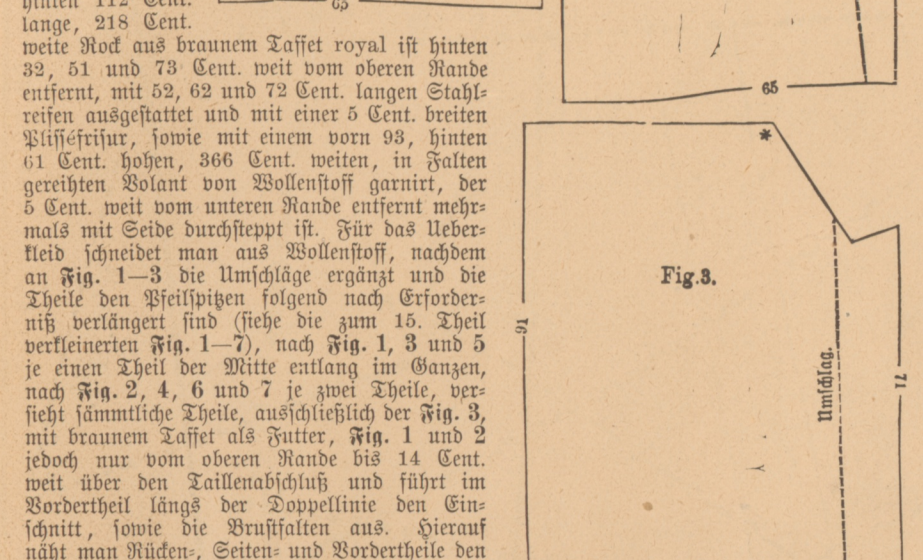 hinten 112 Cent.
lange, 218 Cent.
weite Rock aus braunem Taffet royal ist hinten
32, 51 und 73 Cent. weit vom oberen Rande
entfernt, mit 52, 62 und 72 Cent. langen Stahl=
reifen ausgestattet und mit einer 5 Cent. breiten
Plisséfrisur, sowie mit einem vorn 93, hinten
61 Cent. hohen, 366 Cent. weiten, in Falten
gereihten Volant von Wollenstoff garnirt, der
5 Cent. weit vom unteren Rande entfernt mehr=
mals mit Seide durchsteppt ist. Für das Ueber=
kleid schneidet man aus Wollenstoff, nachdem
an Fig. 1—3 die Umschläge ergänzt und die
Theile den Pfeilspitzen folgend nach Erforder=
niß verlängert sind (siehe die zum 15. Theil
verkleinerten Fig. 1—7), nach Fig. 1, 3 und 5
je einen Theil der Mitte entlang im Ganzen,
nach Fig. 2, 4, 6 und 7 je zwei Theile, ver=
sieht sämmtliche Theile, ausschließlich der Fig. 3,
mit braunem Taffet als Futter, Fig. 1 und 2
jedoch nur vom oberen Rande bis 14 Cent.
weit über den Taillenabschluß und führt im
Vordertheil längs der Doppellinie den Ein=
schnitt, sowie die Brustfalten aus. Hierauf
näht man Rücken=, Seiten= und Vordertheile den
65
65
*
Fig.3.
91
Umschlag.
71